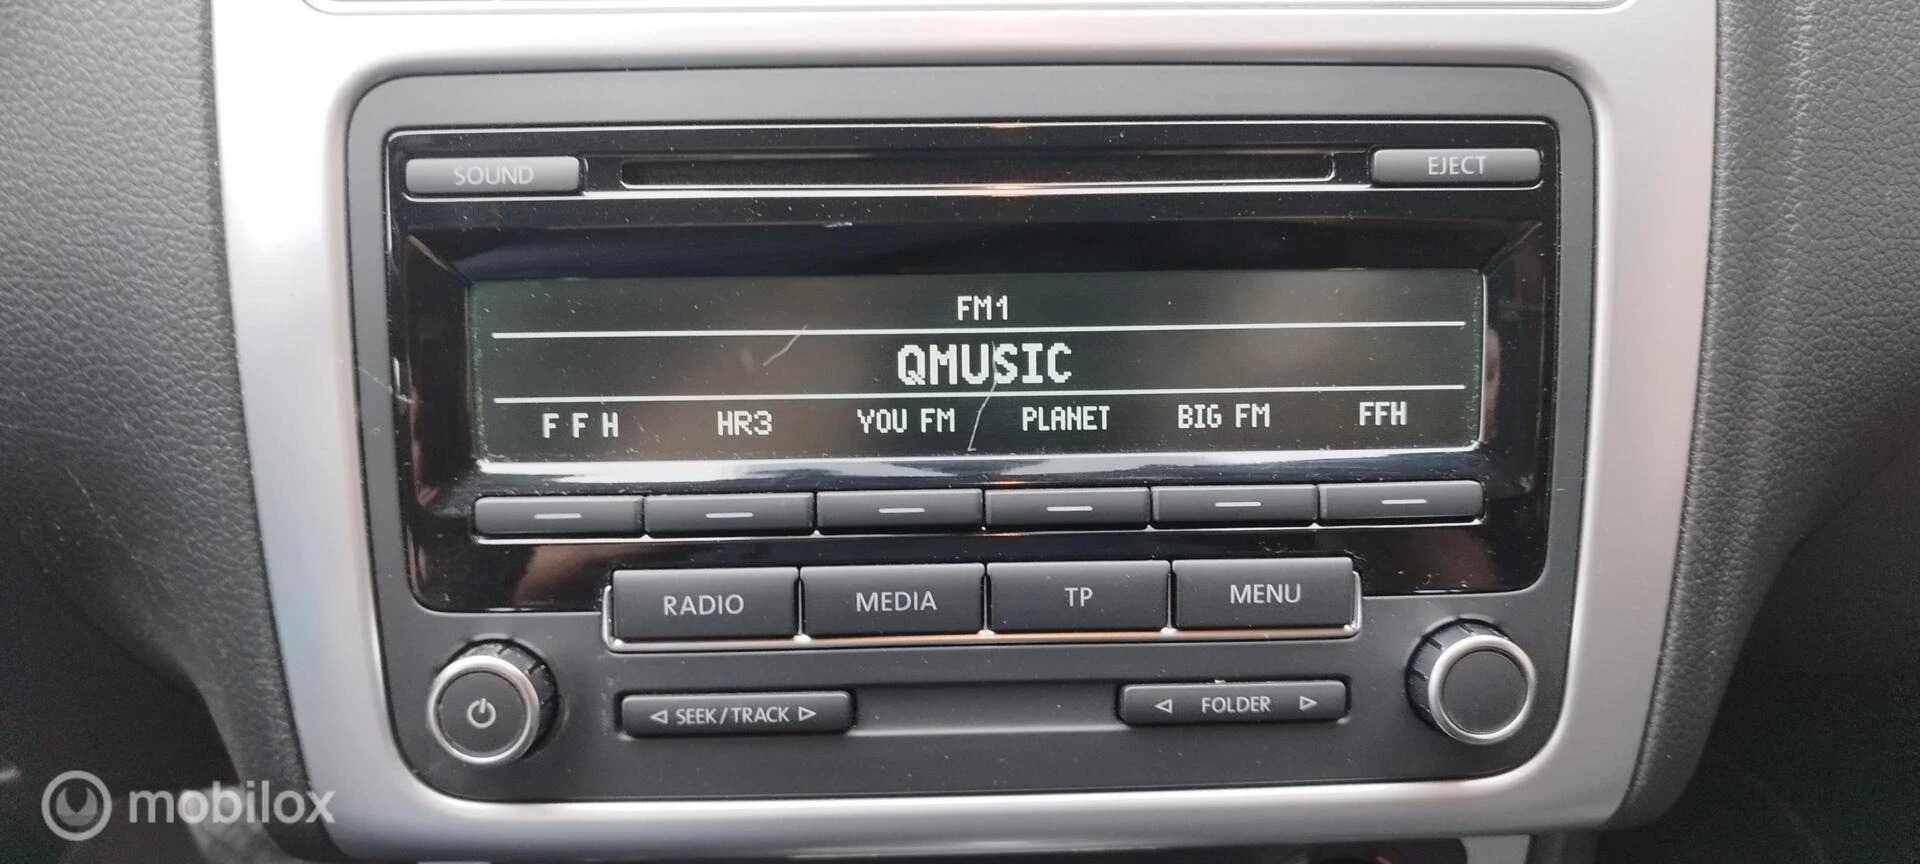 SOUND EJECT
FM1
QMUSIC
F F H HR3 YOU FM PLANET BIG FM FFH
RADIO MEDIA TP MENU
SEEK/TRACK FOLDER
mobilox